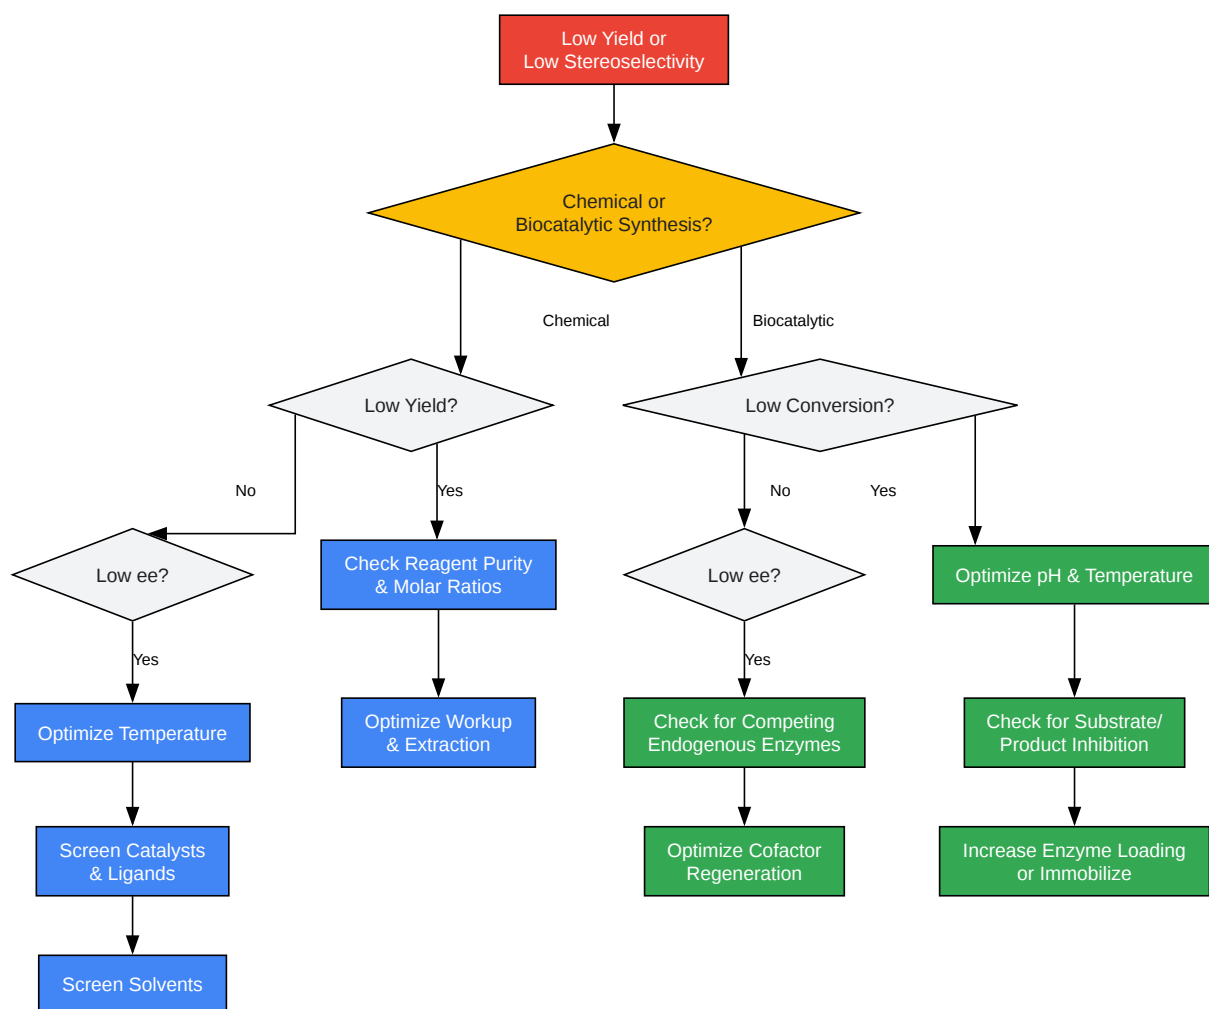 Low Yield or
Low Stereoselectivity
Chemical or
Biocatalytic Synthesis?
Chemical
Biocatalytic
Low Yield?
Low Conversion?
No
Yes
No
Yes
Low ee?
Check Reagent Purity
& Molar Ratios
Low ee?
Optimize pH & Temperature
Yes
Yes
Optimize Temperature
Optimize Workup
& Extraction
Check for Competing
Endogenous Enzymes
Check for Substrate/
Product Inhibition
Screen Catalysts
& Ligands
Optimize Cofactor
Regeneration
Increase Enzyme Loading
or Immobilize
Screen Solvents